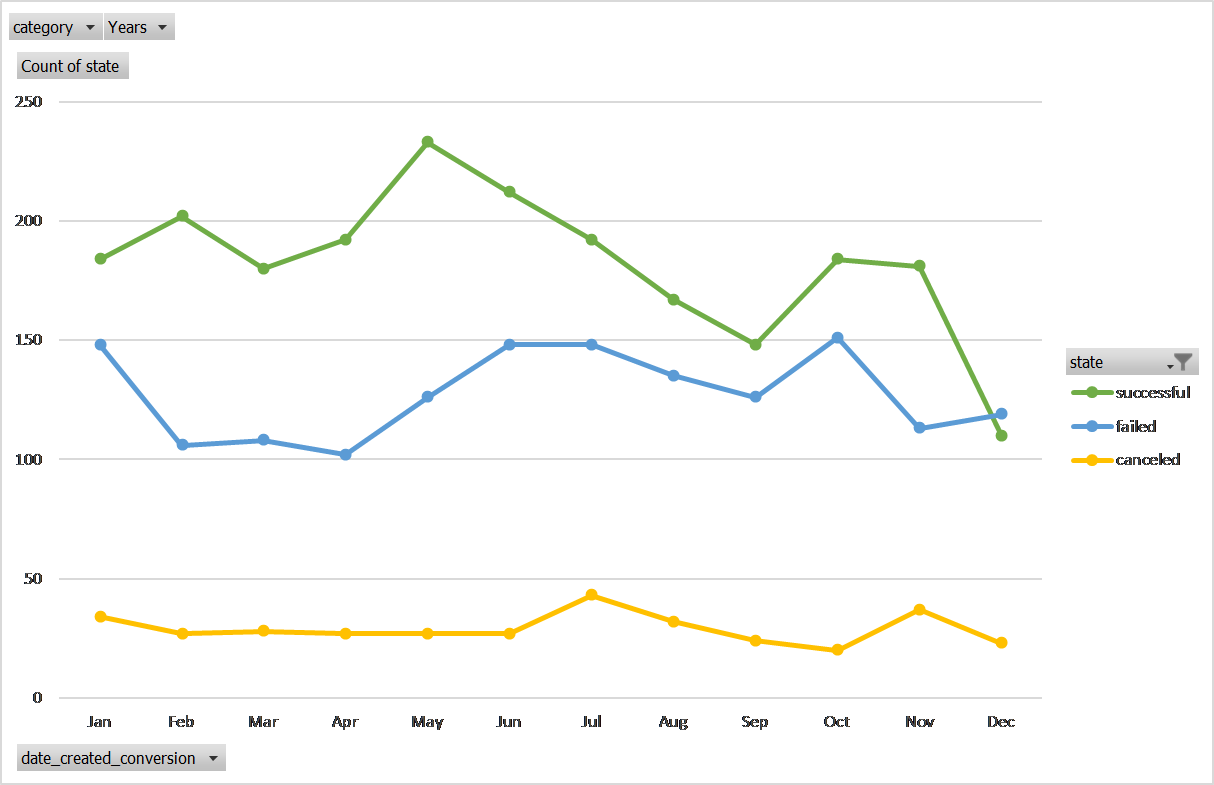 category Years
Count of state
250
200
150
100
50
0
Jan Feb Mar Apr May Jun Jul Aug Sep Oct Nov Dec
state
successful
failed
canceled
date_created_conversion